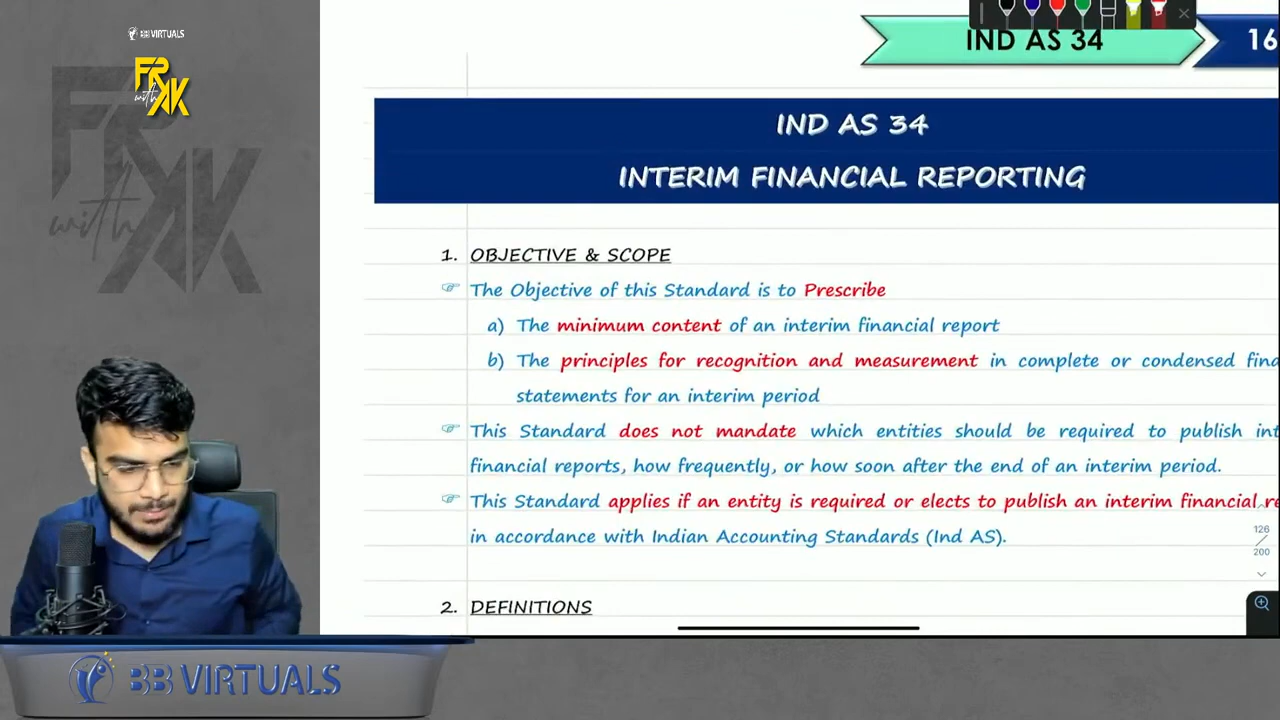 BB VIRTUALS
FR
with AK
FR
with AK
IND AS 34
16
IND AS 34
INTERIM FINANCIAL REPORTING
1. OBJECTIVE & SCOPE
☞ The Objective of this Standard is to Prescribe
a) The minimum content of an interim financial report
b) The principles for recognition and measurement in complete or condensed fina
statements for an interim period
☞ This Standard does not mandate which entities should be required to publish int
financial reports, how frequently, or how soon after the end of an interim period.
☞ This Standard applies if an entity is required or elects to publish an interim financial re
in accordance with Indian Accounting Standards (Ind AS).
126
200
2. DEFINITIONS
BB VIRTUALS